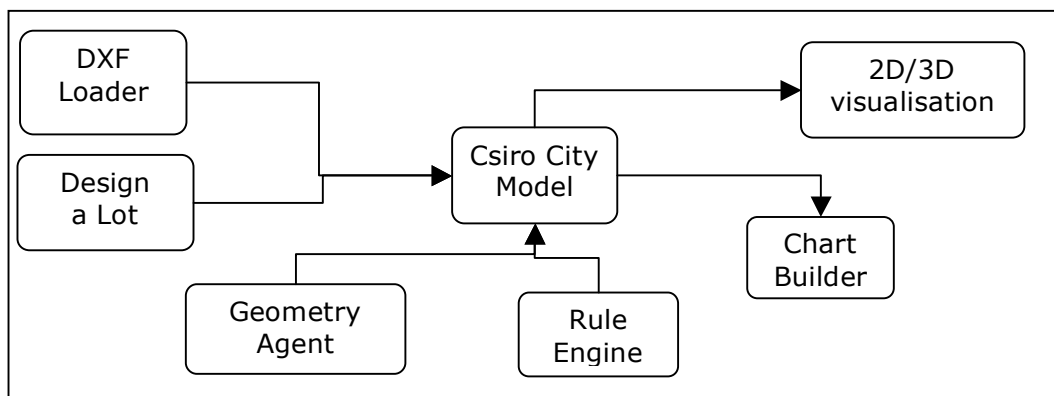 DXF
Loader
Design
a Lot
Csiro City
Model
2D/3D
visualisation
Chart
Builder
Geometry
Agent
Rule
Engine